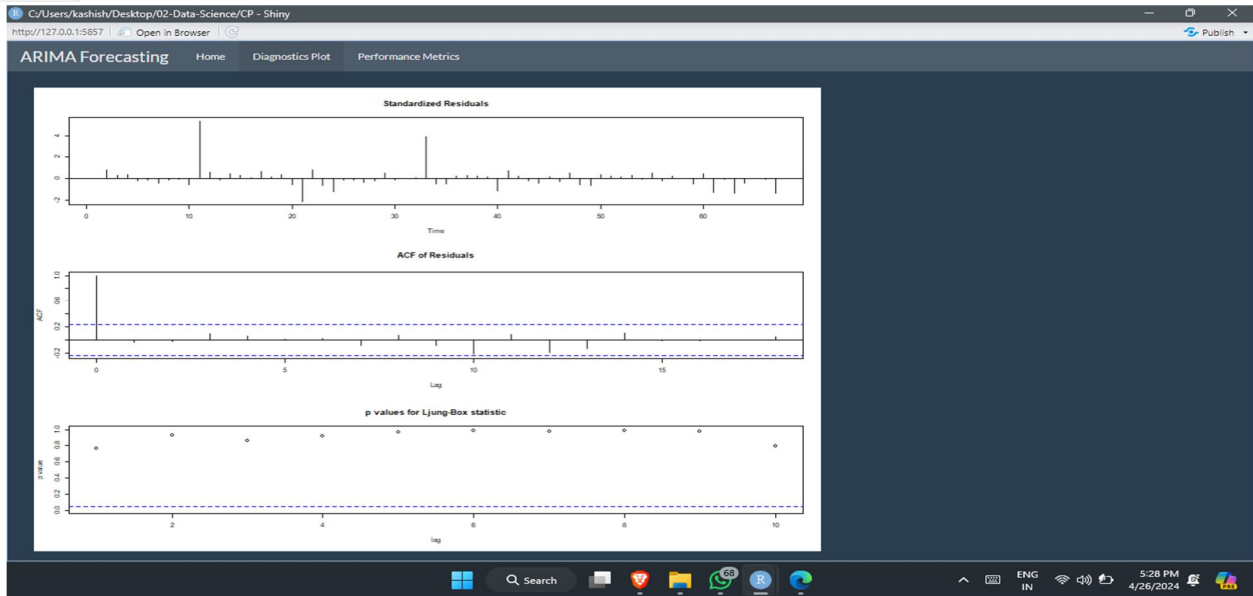 C:/Users/kashish/Desktop/02-Data-Science/CP - Shiny
http://127.0.0.1:5857 Open in Browser Publish
ARIMA Forecasting Home Diagnostics Plot Performance Metrics
Standardized Residuals
4
2
0
-2
0 10 20 30 40 50 60
Time
ACF of Residuals
ACF
1.0
0.6
0.2
-0.2
0 5 10 15
Lag
p values for Ljung-Box statistic
p value
1.0
0.8
0.6
0.4
0.2
0.0
2 4 6 8 10
lag
Search 68 R ENG 5:28 PM
IN 4/26/2024